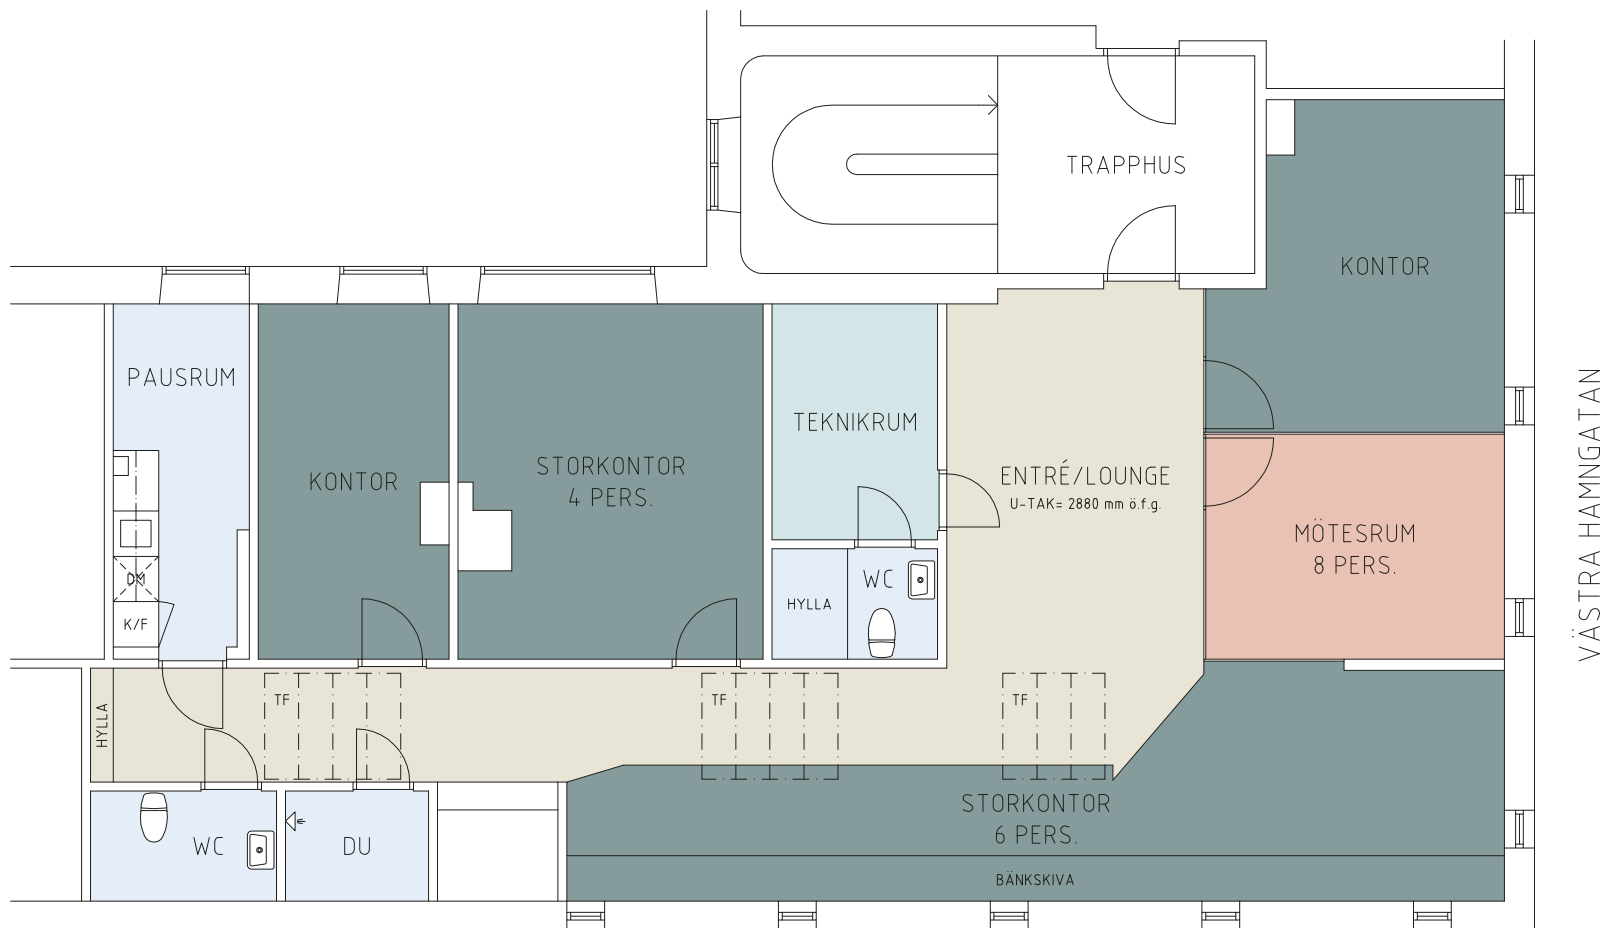 TRAPPHUS
KONTOR
PAUSRUM
TEKNIKRUM
STORKONTOR
4 PERS.
KONTOR
ENTRÉ/LOUNGE
U-TAK= 2880 mm ö.f.g.
MÖTESRUM
8 PERS.
VÄSTRA HAMNGATAN
DM
K/F
WC
HYLLA
HYLLA
TF
TF
TF
STORKONTOR
6 PERS.
WC
DU
BÄNKSKIVA